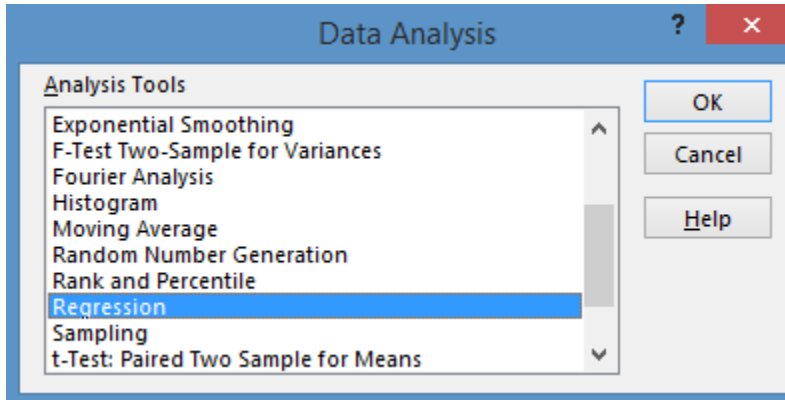 Data Analysis
?
×
Analysis Tools
Exponential Smoothing
F-Test Two-Sample for Variances
Fourier Analysis
Histogram
Moving Average
Random Number Generation
Rank and Percentile
Regression
Sampling
t-Test: Paired Two Sample for Means
OK
Cancel
Help